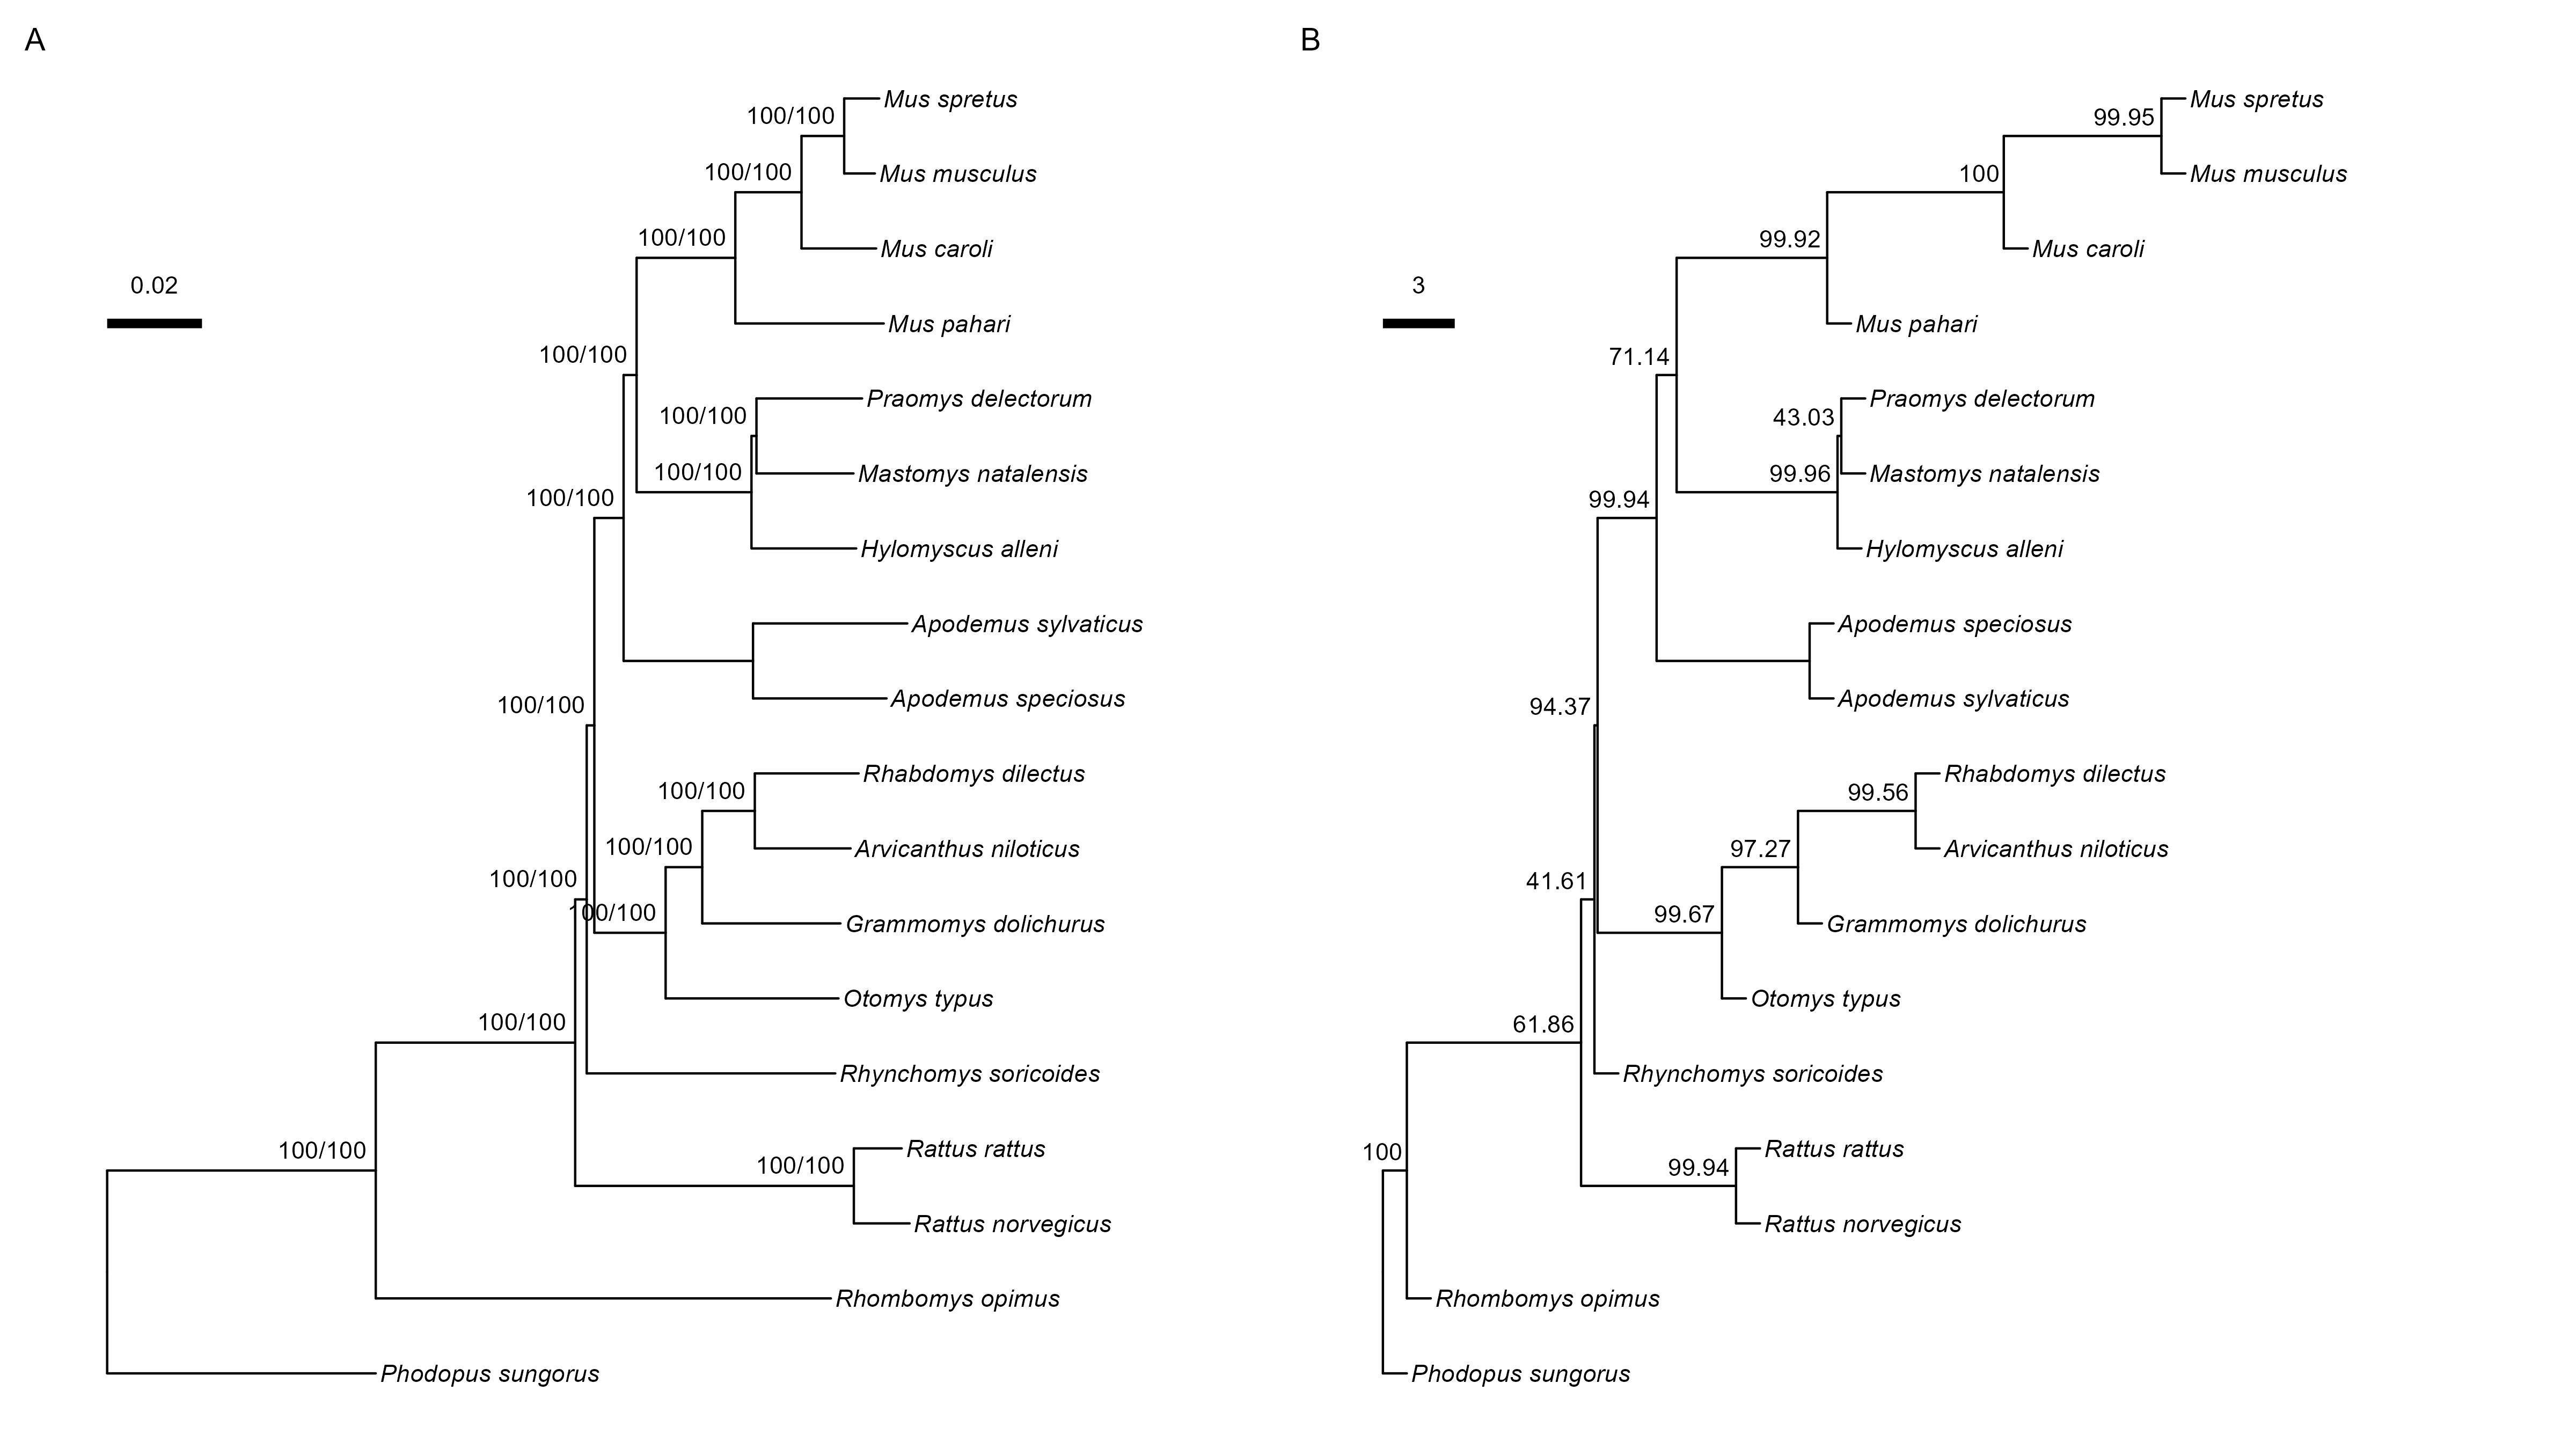 A
100/100
Mus spretus
100/100
Mus musculus
100/100
Mus caroli
0.02
Mus pahari
100/100
100/100
Praomys delectorum
100/100
Mastomys natalensis
100/100
Hylomyscus alleni
Apodemus sylvaticus
100/100
Apodemus speciosus
100/100
Rhabdomys dilectus
100/100
Arvicanthus niloticus
100/100
100/100
Grammomys dolichurus
Otomys typus
100/100
Rhynchomys soricoides
100/100
100/100
Rattus rattus
Rattus norvegicus
Rhombomys opimus
Phodopus sungorus
B
99.95
Mus spretus
100
Mus musculus
99.92
Mus caroli
3
Mus pahari
71.14
43.03
Praomys delectorum
99.96
Mastomys natalensis
99.94
Hylomyscus alleni
Apodemus speciosus
94.37
Apodemus sylvaticus
99.56
Rhabdomys dilectus
97.27
Arvicanthus niloticus
41.61
99.67
Grammomys dolichurus
Otomys typus
61.86
Rhynchomys soricoides
100
99.94
Rattus rattus
Rattus norvegicus
Rhombomys opimus
Phodopus sungorus